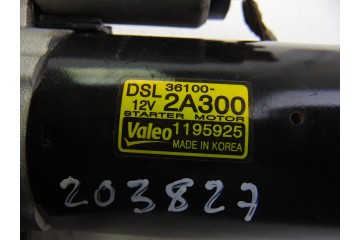 DSL 36100-
12V 2A300
STARTER MOTOR
Valeo 1195925
MADE IN KOREA
203827